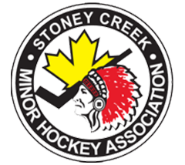 • STONEY CREEK •
MINOR HOCKEY ASSOCIATION